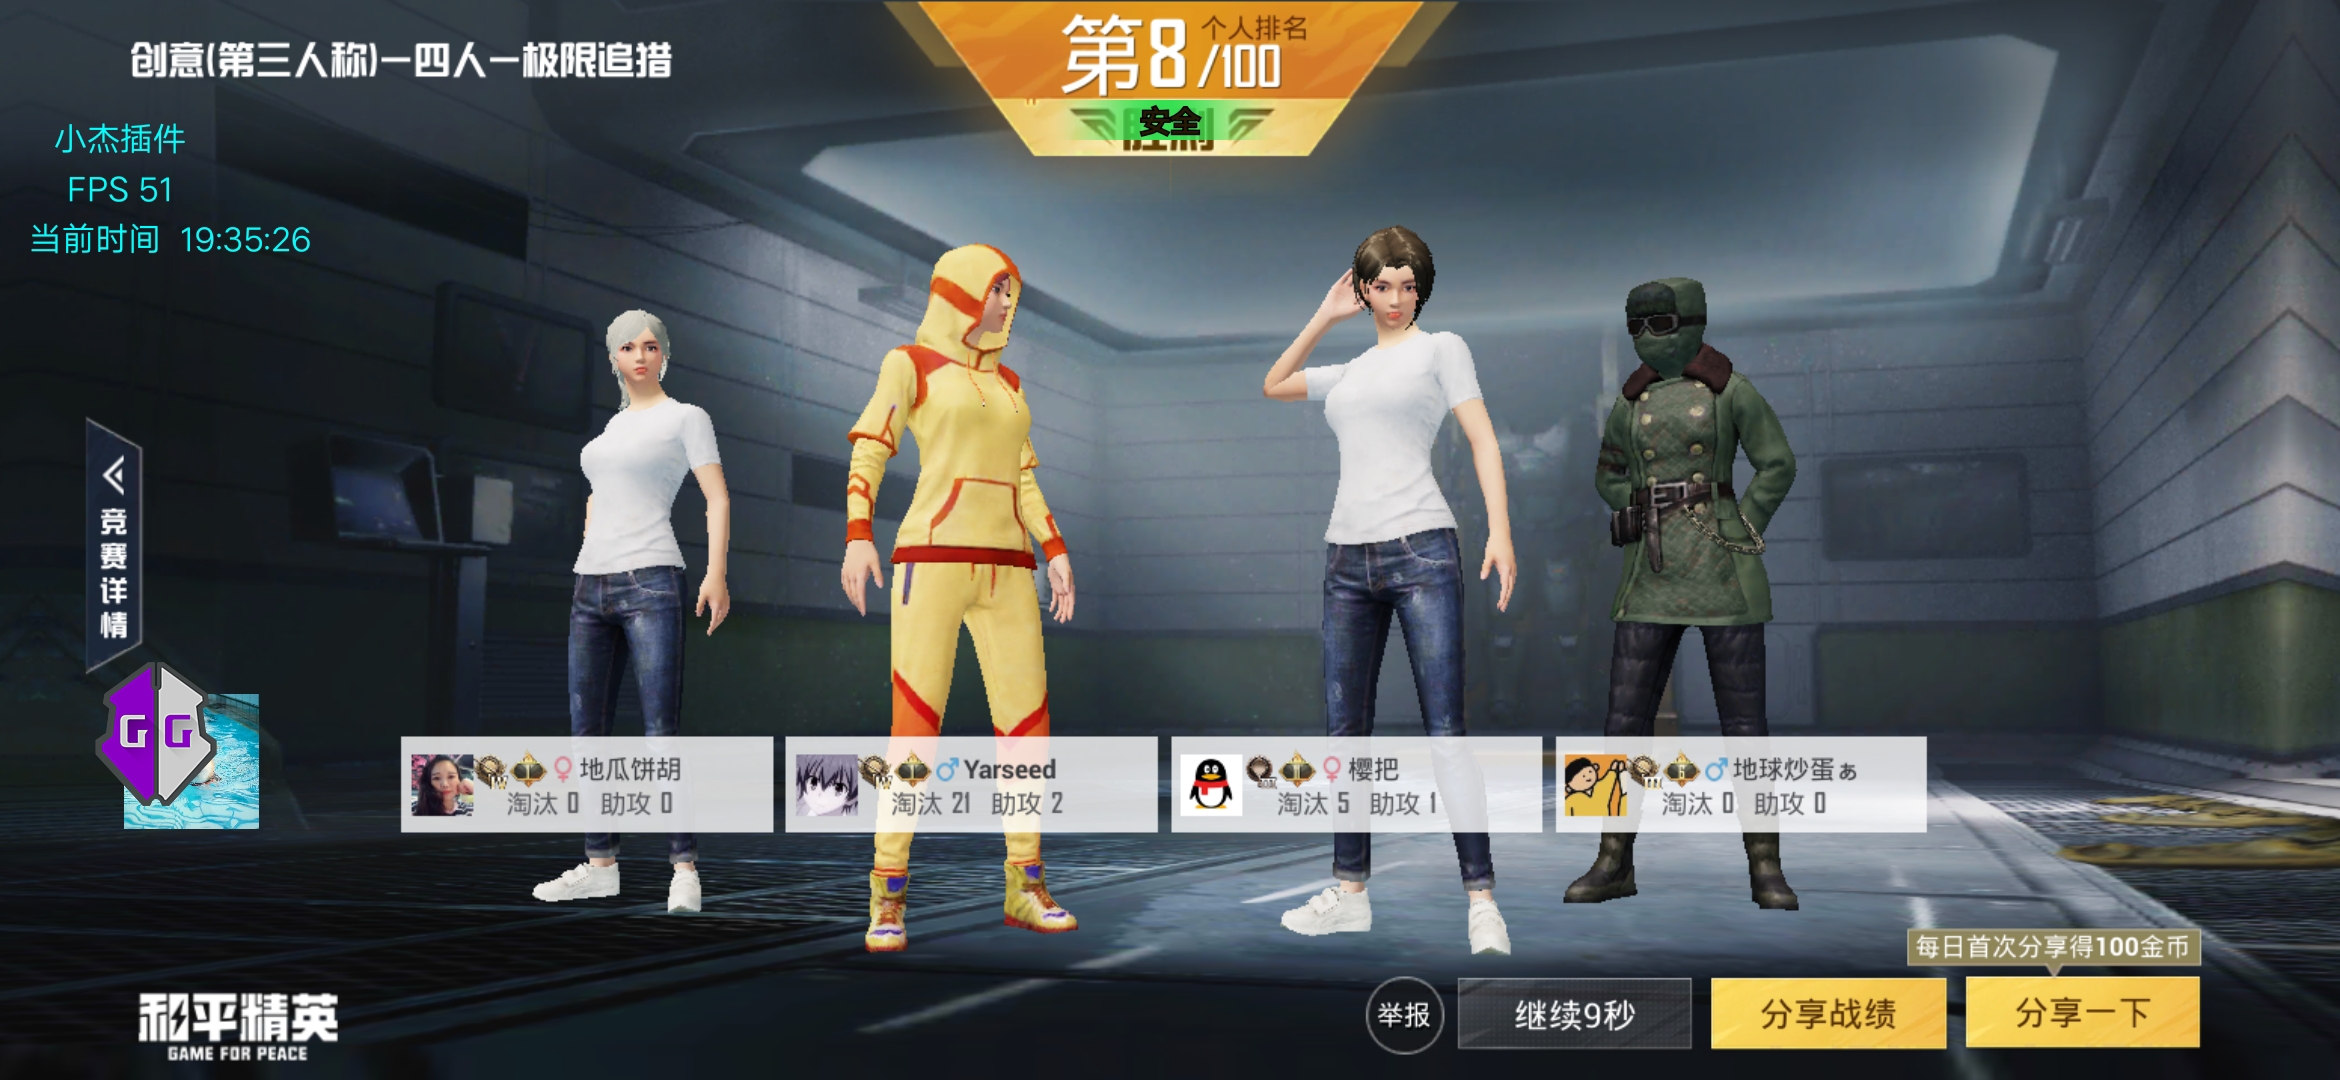 创意(第三人称)—四人—极限追猎
第8/100
个人排名
安全
小杰插件
FPS 51
当前时间 19:35:26
竞赛详情
GG
地瓜饼胡
淘汰 0 助攻 0
Yarseed
淘汰 21 助攻 2
樱把
淘汰 5 助攻 1
地球炒蛋ぁ
淘汰 0 助攻 0
每日首次分享得100金币
举报
继续9秒
分享战绩
分享一下
和平精英
GAME FOR PEACE